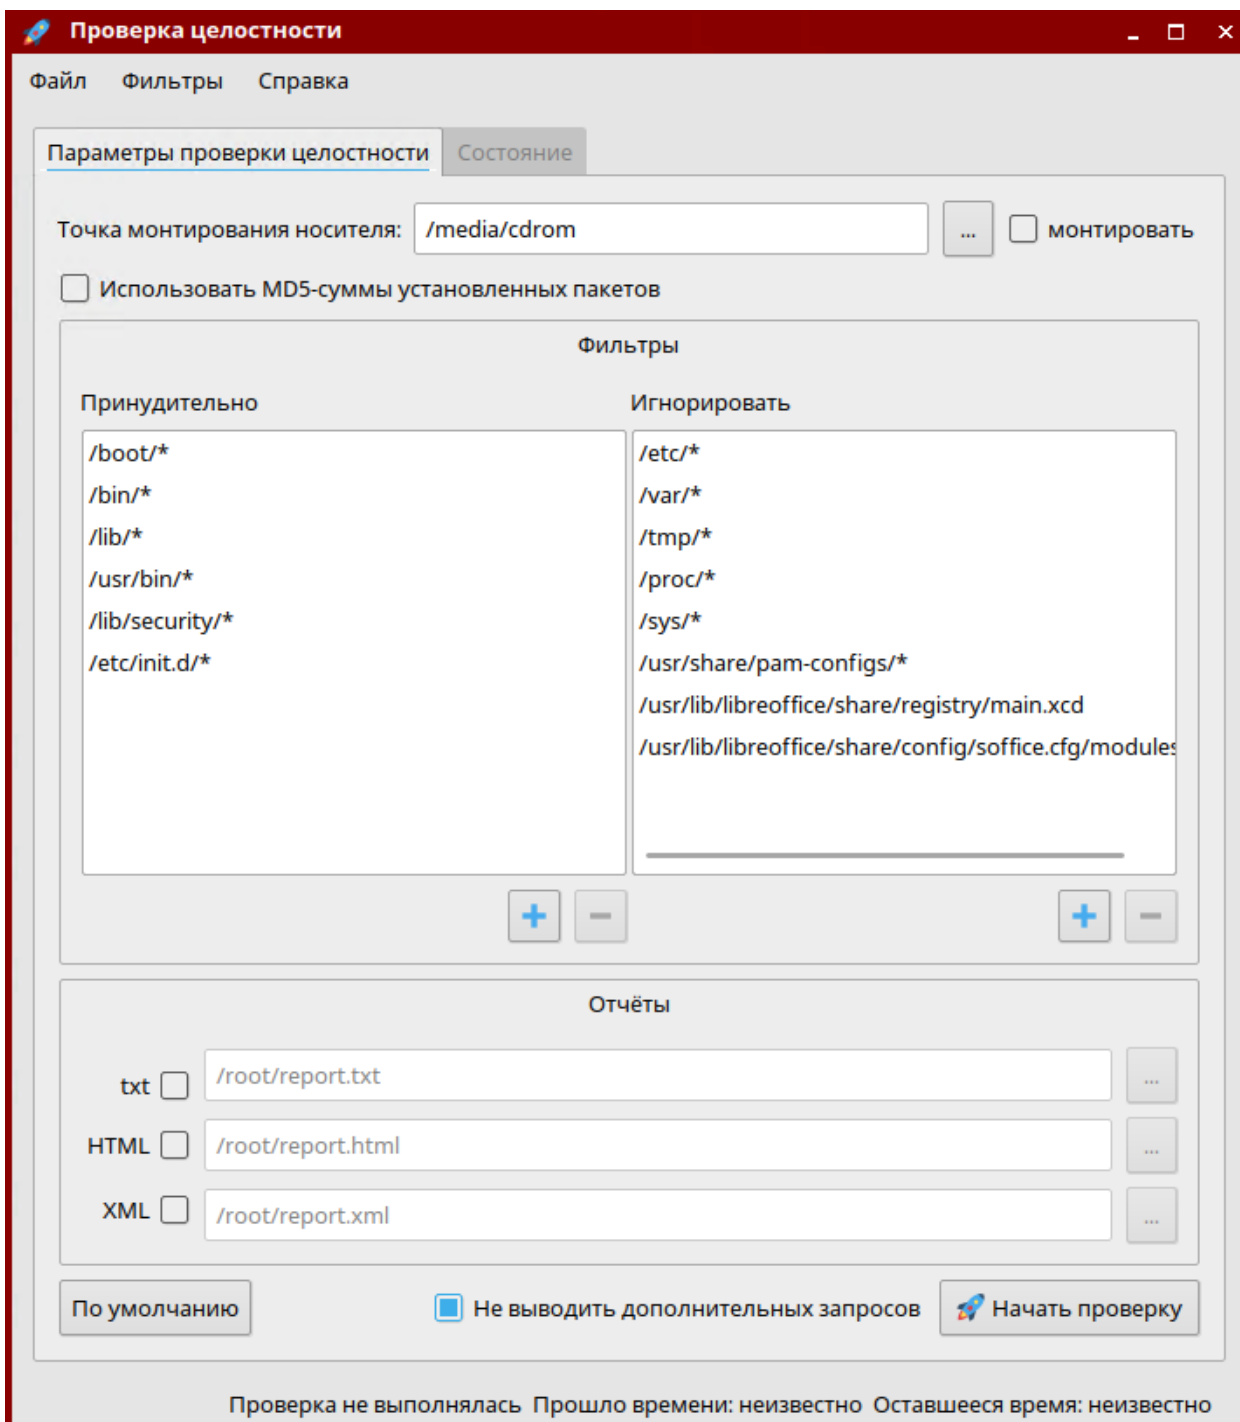 Проверка целостности
Файл Фильтры Справка
Параметры проверки целостности Состояние
Точка монтирования носителя: /media/cdrom ... монтировать
Использовать MD5-суммы установленных пакетов
Фильтры
Принудительно
/boot/*
/bin/*
/lib/*
/usr/bin/*
/lib/security/*
/etc/init.d/*
Игнорировать
/etc/*
/var/*
/tmp/*
/proc/*
/sys/*
/usr/share/pam-configs/*
/usr/lib/libreoffice/share/registry/main.xcd
/usr/lib/libreoffice/share/config/soffice.cfg/modules
Отчёты
txt /root/report.txt ...
HTML /root/report.html ...
XML /root/report.xml ...
По умолчанию Не выводить дополнительных запросов Начать проверку
Проверка не выполнялась Прошло времени: неизвестно Оставшееся время: неизвестно